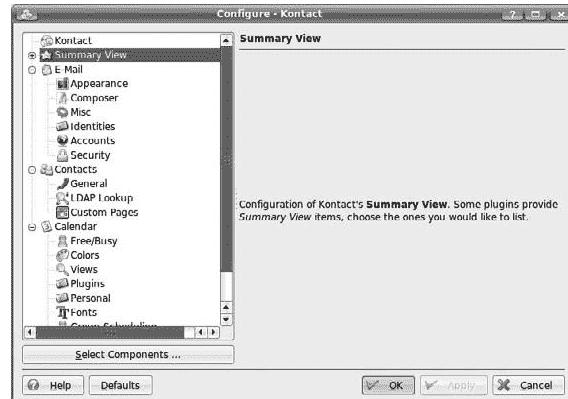 Configure - Kontact
Kontact
Summary View
E-Mail
Appearance
Composer
Misc
Identities
Accounts
Security
Contacts
General
LDAP Lookup
Custom Pages
Calendar
Free/Busy
Colors
Views
Plugins
Personal
Fonts
Group Scheduling
Select Components ...
Summary View
Configuration of Kontact's Summary View. Some plugins provide
Summary View items, choose the ones you would like to list.
Help
Defaults
OK
Apply
Cancel